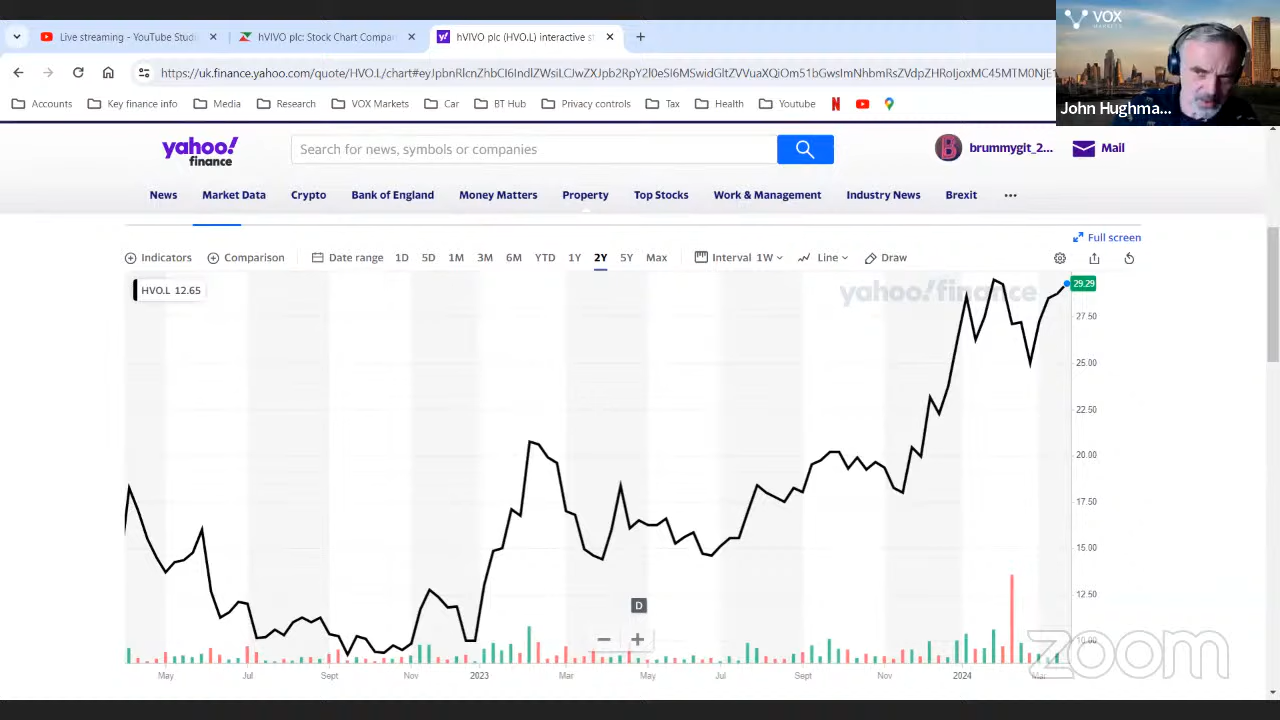 Live streaming - YouTube Studi
hVIVO plc: Stock Chart Compa
hVIVO plc (HVO.L) interactive s
VOX
MARKETS
John Hughma...
Accounts
Key finance info
Media
Research
VOX Markets
Car
BT Hub
Privacy controls
Tax
Health
Youtube
yahoo!
finance
Search for news, symbols or companies
brummygit_2...
Mail
News
Market Data
Crypto
Bank of England
Money Matters
Property
Top Stocks
Work & Management
Industry News
Brexit
Full screen
Indicators
Comparison
Date range
1D
5D
1M
3M
6M
YTD
1Y
2Y
5Y
Max
Interval 1W
Line
Draw
HVO.L 12.65
yahoo!finance
29.29
27.50
25.00
22.50
20.00
17.50
15.00
12.50
10.00
D
May
Jul
Sept
Nov
2023
Mar
May
Jul
Sept
Nov
2024
Mar
zoom